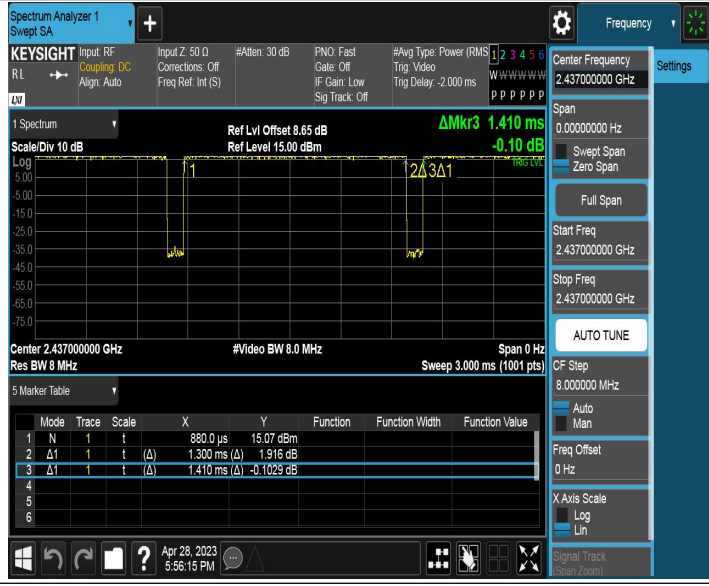 Spectrum Analyzer 1
Swept SA
+
Frequency
KEYSIGHT
Input: RF
Input Z: 50 Ω
#Atten: 30 dB
PNO: Fast
#Avg Type: Power (RMS
1 2 3 4 5 6
RL
Coupling: DC
Corrections: Off
Gate: Off
Trig: Video
W W W W W W
Align: Auto
Freq Ref: Int (S)
IF Gain: Low
Trig Delay: -2.000 ms
Sig Track: Off
P P P P P P
LXI
1 Spectrum
Ref Lvl Offset 8.65 dB
ΔMkr3 1.410 ms
Scale/Div 10 dB
Ref Level 15.00 dBm
-0.10 dB
Log
TRIG LVL
1
2Δ 3Δ1
5.00
-5.00
-15.0
-25.0
-35.0
-45.0
-55.0
-65.0
-75.0
Center 2.437000000 GHz
#Video BW 8.0 MHz
Span 0 Hz
Res BW 8 MHz
Sweep 3.000 ms (1001 pts)
5 Marker Table
Mode Trace Scale X Y Function Function Width Function Value
1 N 1 t 880.0 µs 15.07 dBm
2 Δ1 1 t (Δ) 1.300 ms (Δ) 1.916 dB
3 Δ1 1 t (Δ) 1.410 ms (Δ) -0.1029 dB
4
5
6
?
Apr 28, 2023
5:56:15 PM
Center Frequency
2.437000000 GHz
Settings
Span
0.00000000 Hz
Swept Span
Zero Span
Full Span
Start Freq
2.437000000 GHz
Stop Freq
2.437000000 GHz
AUTO TUNE
CF Step
8.000000 MHz
Auto
Man
Freq Offset
0 Hz
X Axis Scale
Log
Lin
Signal Track
(Span Zoom)